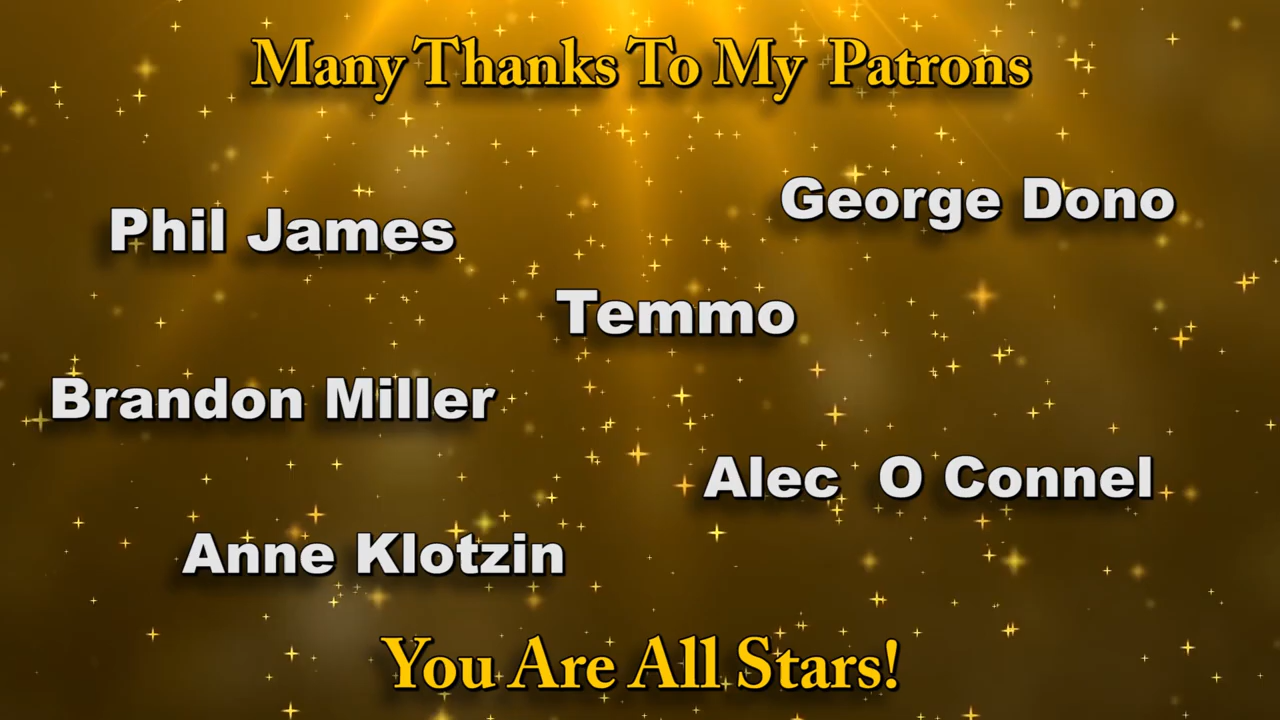 Many Thanks To My Patrons
George Dono
Phil James
Temmo
Brandon Miller
Alec O Connel
Anne Klotzin
You Are All Stars!